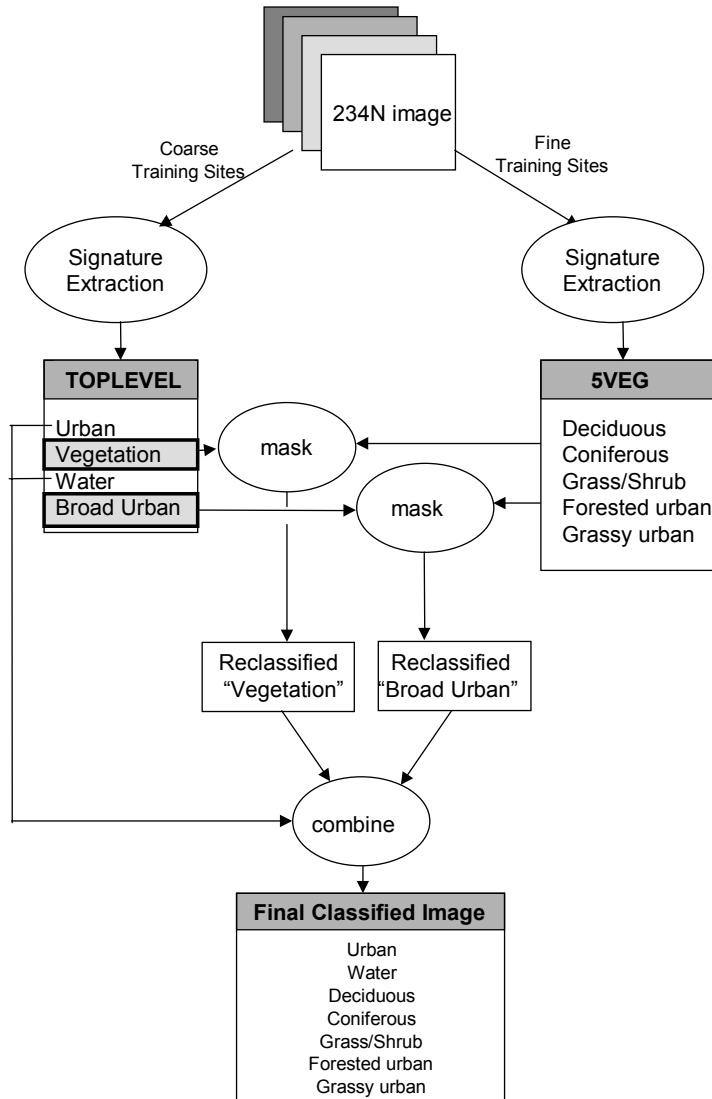 234N image
Coarse
Training Sites
Fine
Training Sites
Signature
Extraction
Signature
Extraction
TOPLEVEL
Urban
Vegetation
Water
Broad Urban
mask
mask
5VEG
Deciduous
Coniferous
Grass/Shrub
Forested urban
Grassy urban
Reclassified
“Vegetation”
Reclassified
“Broad Urban”
combine
Final Classified Image
Urban
Water
Deciduous
Coniferous
Grass/Shrub
Forested urban
Grassy urban